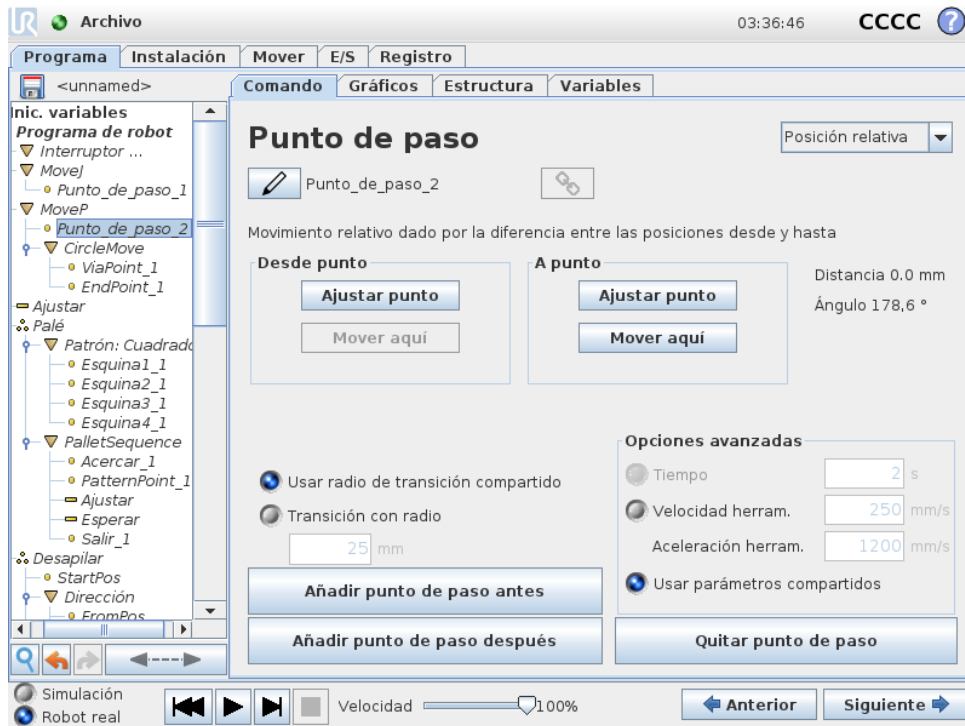 UR Archivo 03:36:46 CCCC ?
Programa Instalación Mover E/S Registro
<unnamed>
Comando Gráficos Estructura Variables
Inic. variables
Programa de robot
Interruptor ...
MoveJ
Punto_de_paso_1
MoveP
Punto_de_paso_2
CircleMove
ViaPoint_1
EndPoint_1
Ajustar
Palé
Patrón: Cuadrado
Esquina1_1
Esquina2_1
Esquina3_1
Esquina4_1
PalletSequence
Acercar_1
PatternPoint_1
Ajustar
Esperar
Salir_1
Desapilar
StartPos
Dirección
FromPos
Punto de paso
Posición relativa
Punto_de_paso_2
Movimiento relativo dado por la diferencia entre las posiciones desde y hasta
Desde punto
Ajustar punto
Mover aquí
A punto
Ajustar punto
Mover aquí
Distancia 0.0 mm
Ángulo 178,6 °
Usar radio de transición compartido
Transición con radio
25 mm
Opciones avanzadas
Tiempo 2 s
Velocidad herram. 250 mm/s
Aceleración herram. 1200 mm/s
Usar parámetros compartidos
Añadir punto de paso antes
Añadir punto de paso después
Quitar punto de paso
Simulación
Robot real
Velocidad 100%
Anterior
Siguiente